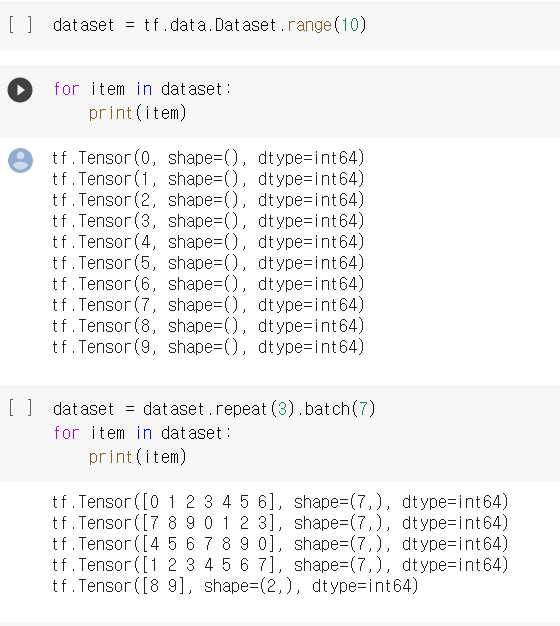 [ ] dataset = tf.data.Dataset.range(10)
for item in dataset:
    print(item)
tf.Tensor(0, shape=(), dtype=int64)
tf.Tensor(1, shape=(), dtype=int64)
tf.Tensor(2, shape=(), dtype=int64)
tf.Tensor(3, shape=(), dtype=int64)
tf.Tensor(4, shape=(), dtype=int64)
tf.Tensor(5, shape=(), dtype=int64)
tf.Tensor(6, shape=(), dtype=int64)
tf.Tensor(7, shape=(), dtype=int64)
tf.Tensor(8, shape=(), dtype=int64)
tf.Tensor(9, shape=(), dtype=int64)
[ ] dataset = dataset.repeat(3).batch(7)
for item in dataset:
    print(item)
tf.Tensor([0 1 2 3 4 5 6], shape=(7,), dtype=int64)
tf.Tensor([7 8 9 0 1 2 3], shape=(7,), dtype=int64)
tf.Tensor([4 5 6 7 8 9 0], shape=(7,), dtype=int64)
tf.Tensor([1 2 3 4 5 6 7], shape=(7,), dtype=int64)
tf.Tensor([8 9], shape=(2,), dtype=int64)